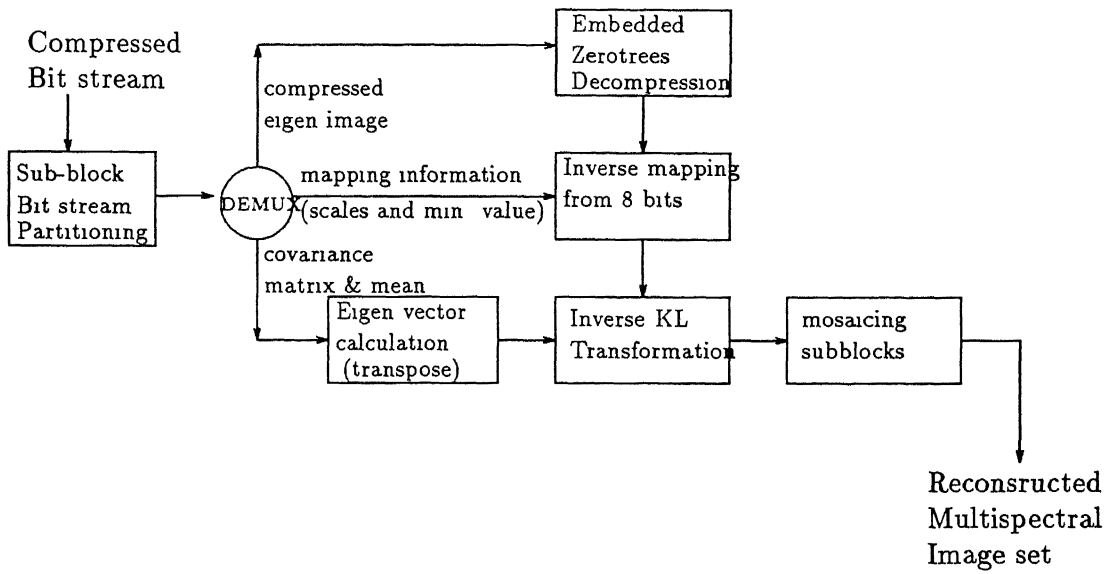 Compressed
Bit stream
Sub-block
Bit stream
Partitioning
DEMUX
compressed
eigen image
mapping information
(scales and min value)
covariance
matrix & mean
Embedded
Zerotrees
Decompression
Inverse mapping
from 8 bits
Eigen vector
calculation
(transpose)
Inverse KL
Transformation
mosaicing
subblocks
Reconsructed
Multispectral
Image set